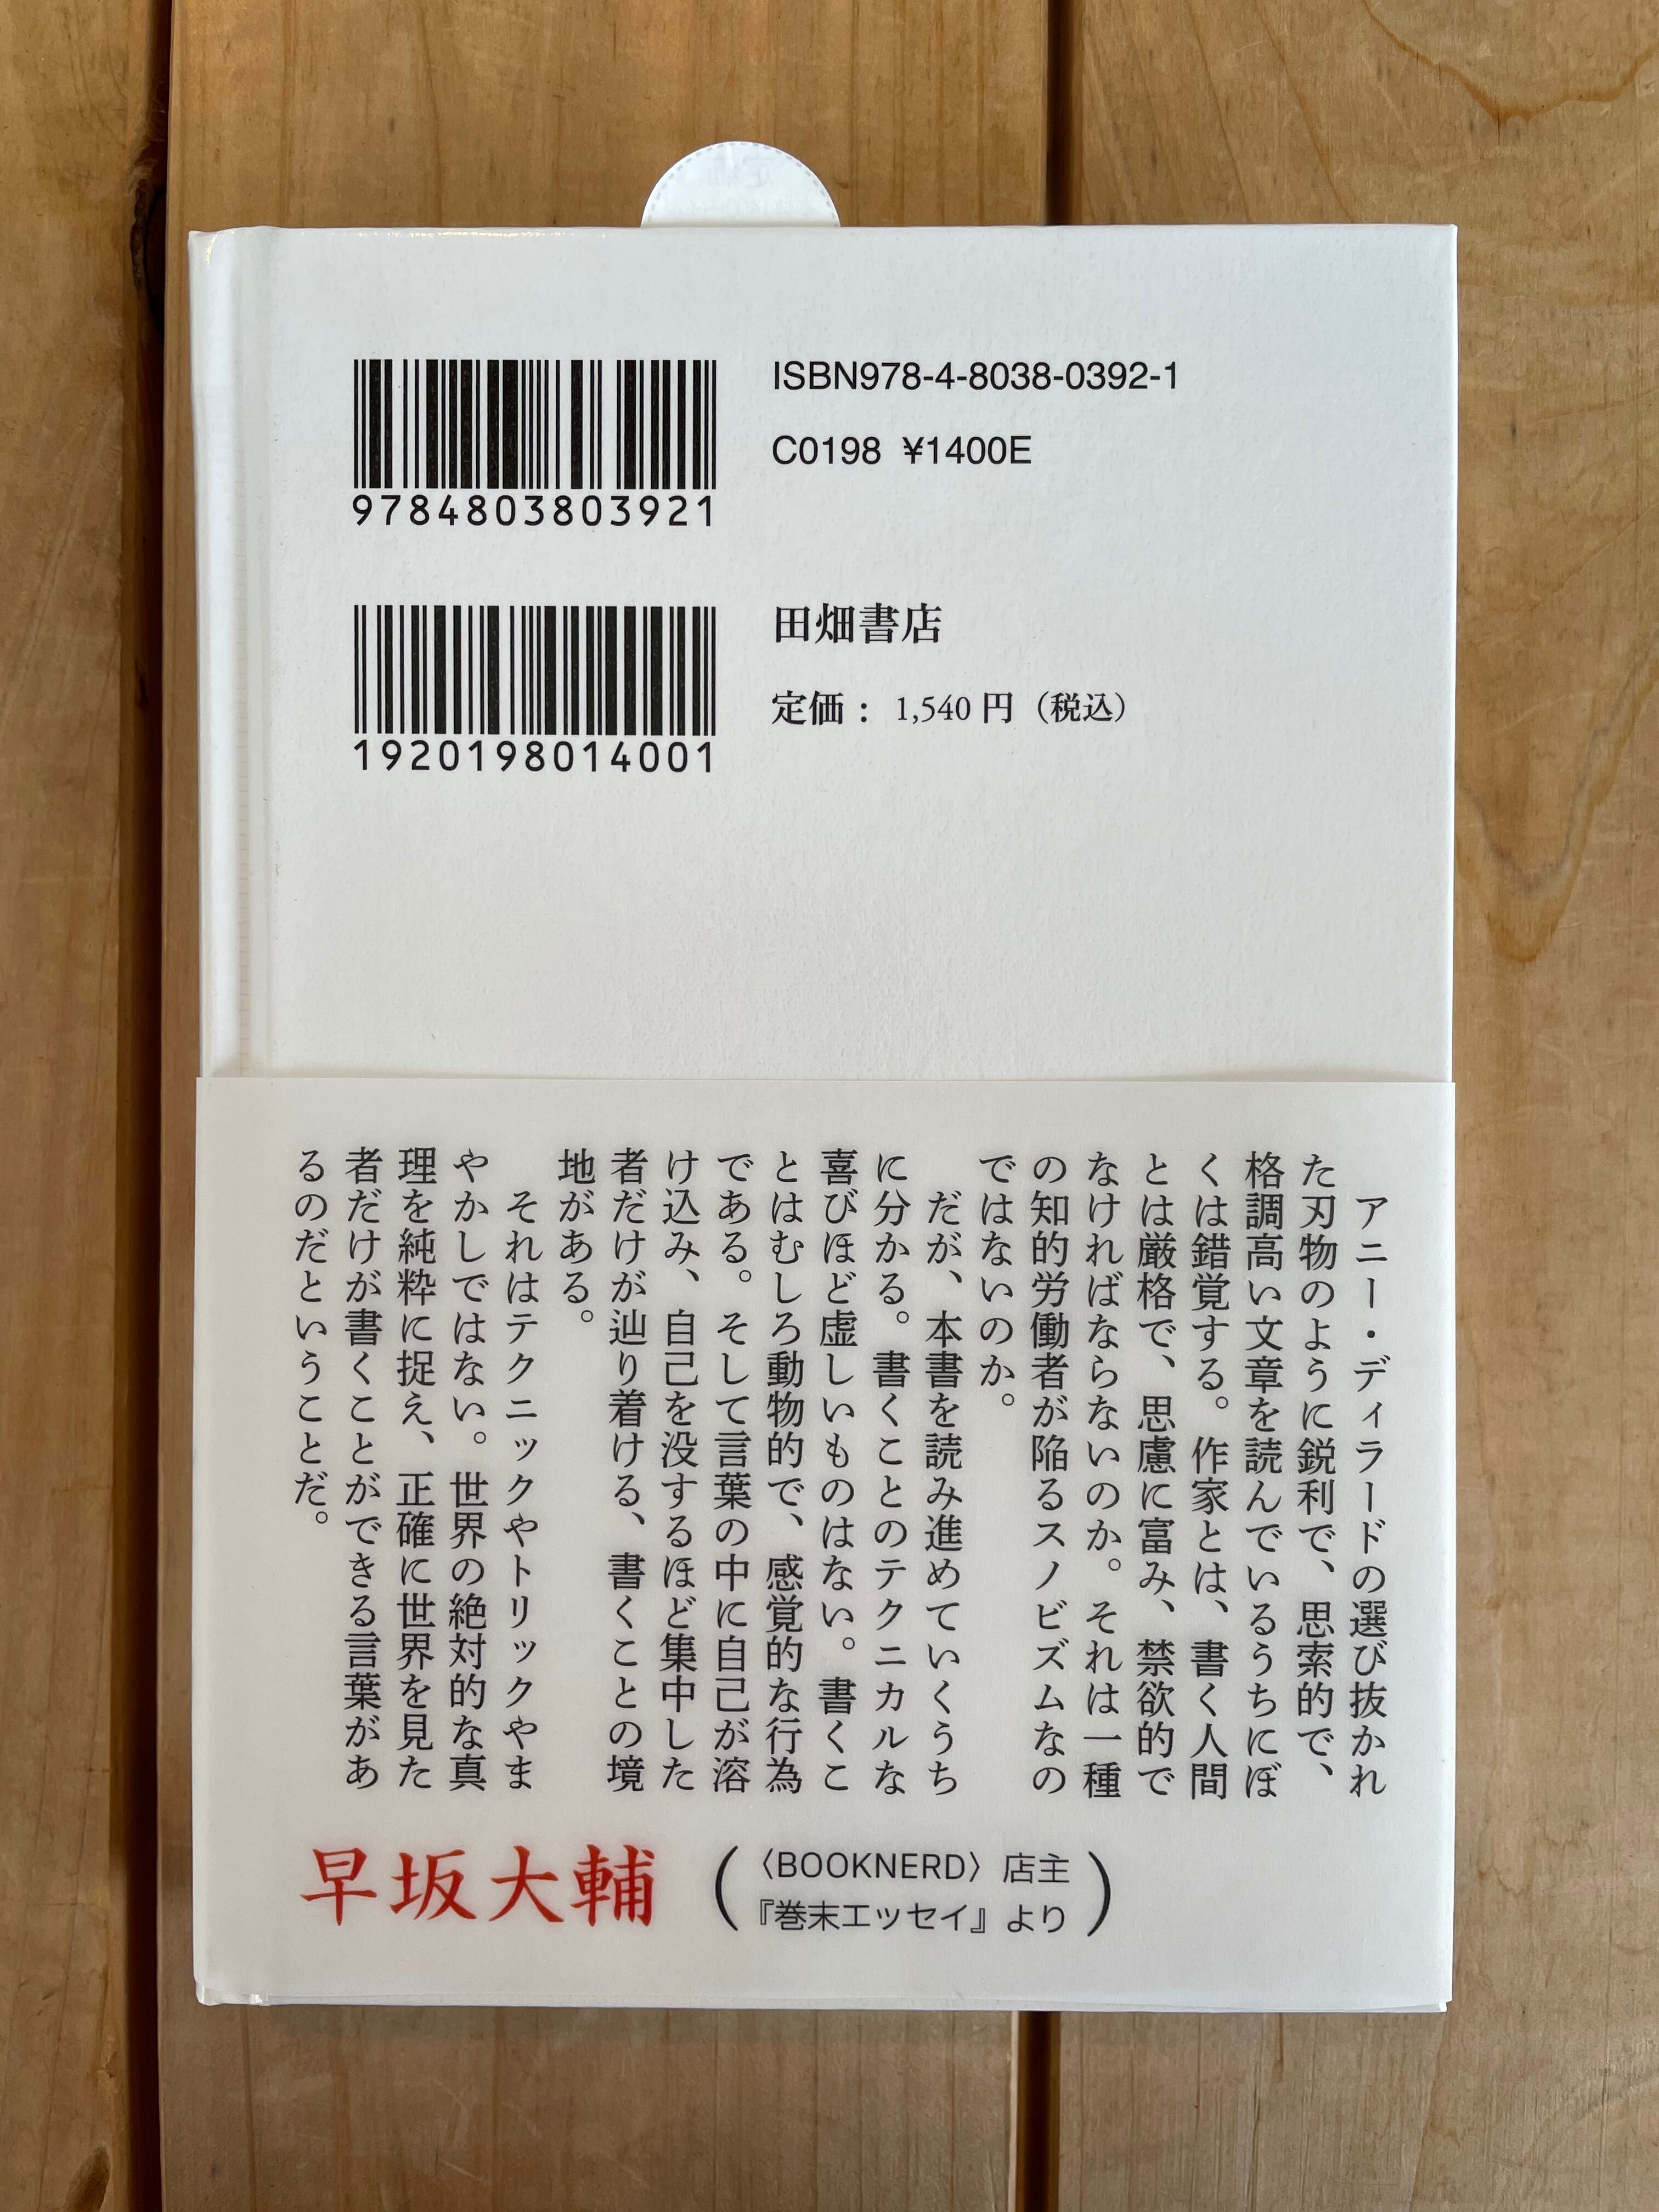 ISBN978-4-8038-0392-1
C0198 ¥1400E
9784803803921
田畑書店
定価： 1,540円（税込）
1920198014001
アニー・ディラードの選び抜かれ
た刃物のように鋭利で、思索的で、
格調高い文章を読んでいるうちにぼ
くは錯覚する。作家とは、書く人間
とは厳格で、思慮に富み、禁欲的で
なければならないのか。それは一種
の知的労働者が陥るスノビズムなの
ではないのか。
だが、本書を読み進めていくうち
に分かる。書くことのテクニカルな
喜びほど虚しいものはない。書くこ
とはむしろ動物的で、感覚的な行為
である。そして言葉の中に自己が溶
け込み、自己を没するほど集中した
者だけが辿り着ける、書くことの境
地がある。
それはテクニックやトリックやま
やかしではない。世界の絶対的な真
理を純粋に捉え、正確に世界を見た
者だけが書くことができる言葉があ
るのだということだ。
早坂大輔
（〈BOOKNERD〉店主
『巻末エッセイ』より）